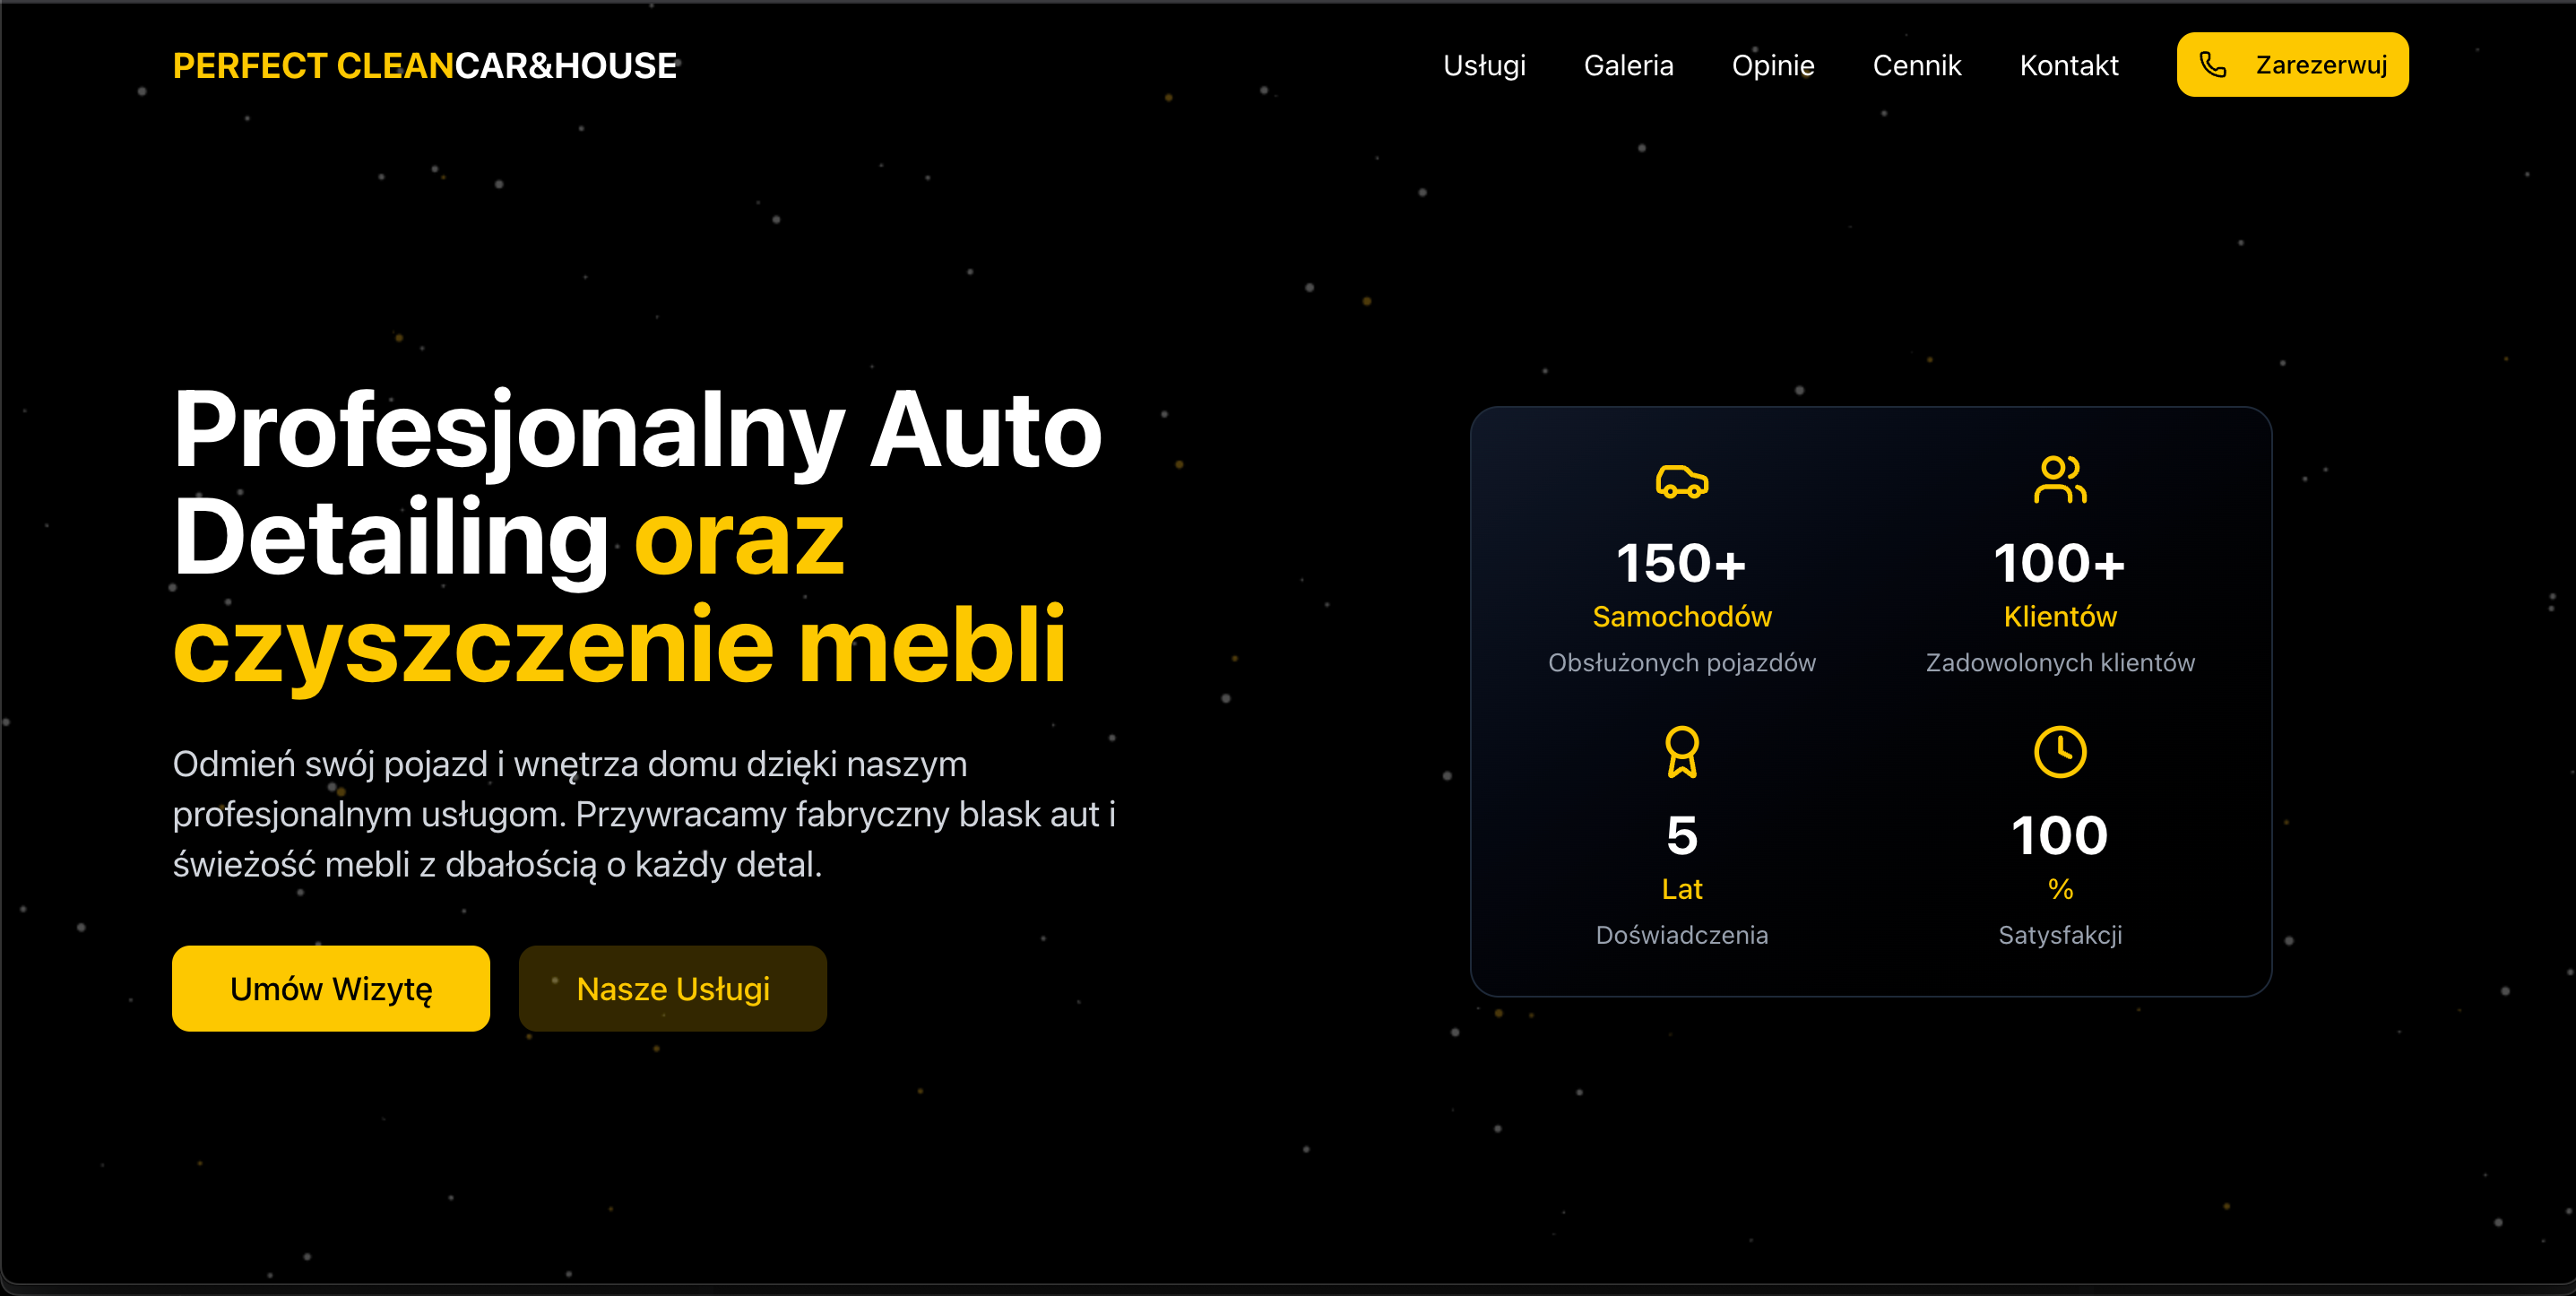 PERFECT CLEANCAR&HOUSE
Usługi
Galeria
Opinie
Cennik
Kontakt
Zarezerwuj
Profesjonalny Auto
Detailing oraz
czyszczenie mebli
Odmień swój pojazd i wnętrza domu dzięki naszym
profesjonalnym usługom. Przywracamy fabryczny blask aut i
świeżość mebli z dbałością o każdy detal.
Umów Wizytę
Nasze Usługi
150+
Samochodów
Obsłużonych pojazdów
100+
Klientów
Zadowolonych klientów
5
Lat
Doświadczenia
100
%
Satysfakcji